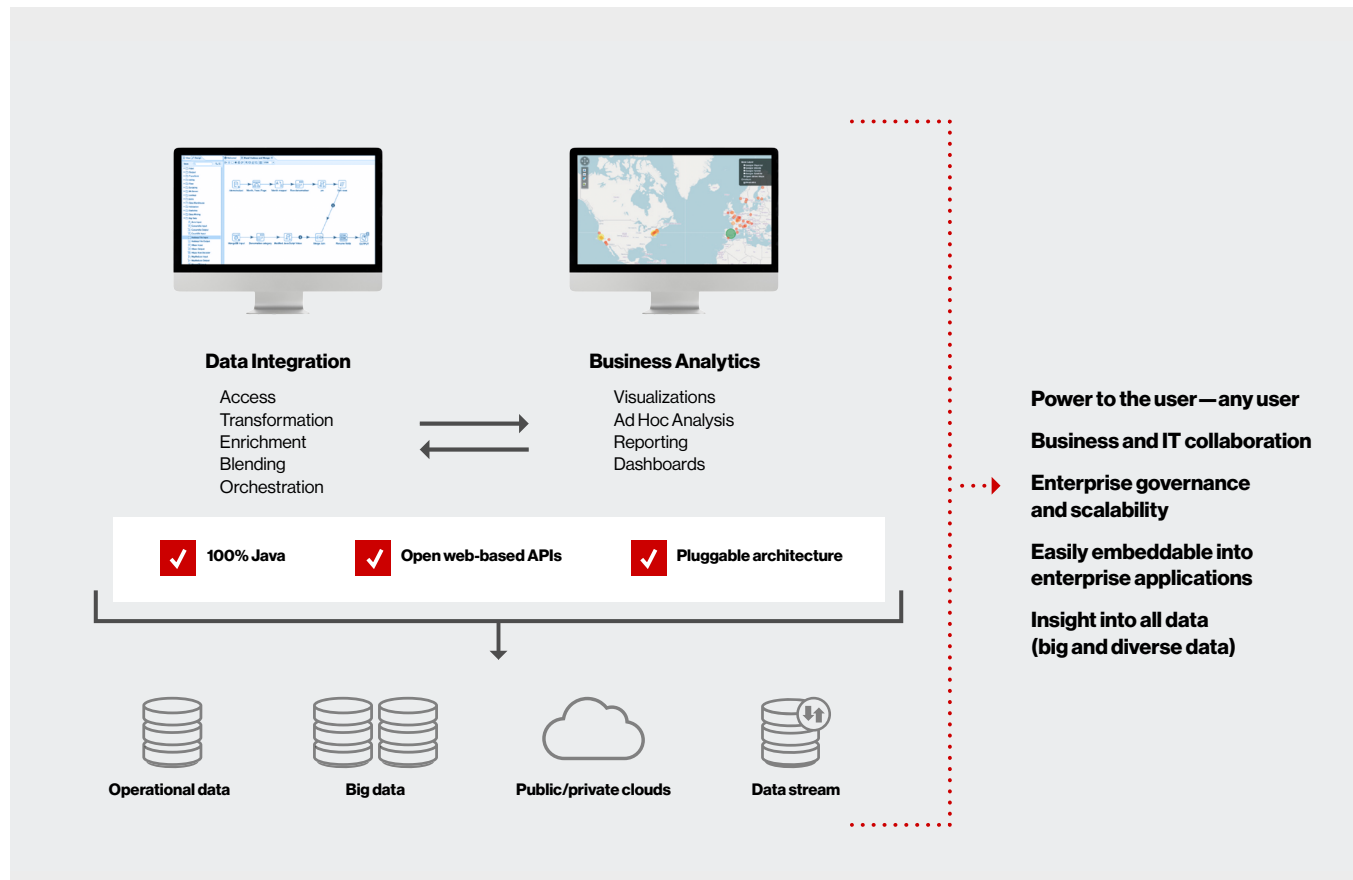 Data Integration
Access
Transformation
Enrichment
Blending
Orchestration
Business Analytics
Visualizations
Ad Hoc Analysis
Reporting
Dashboards
100% Java
Open web-based APIs
Pluggable architecture
Operational data
Big data
Public/private clouds
Data stream
Power to the user—any user
Business and IT collaboration
Enterprise governance
and scalability
Easily embeddable into
enterprise applications
Insight into all data
(big and diverse data)